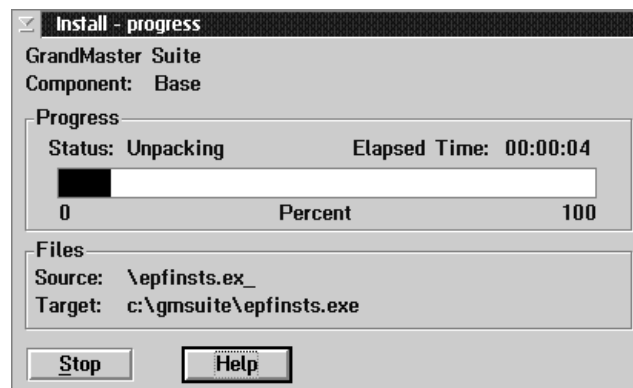 Install - progress
GrandMaster Suite
Component: Base
Progress
Status: Unpacking Elapsed Time: 00:00:04
0 Percent 100
Files
Source: \epfinsts.ex_
Target: c:\gmsuite\epfinsts.exe
Stop Help